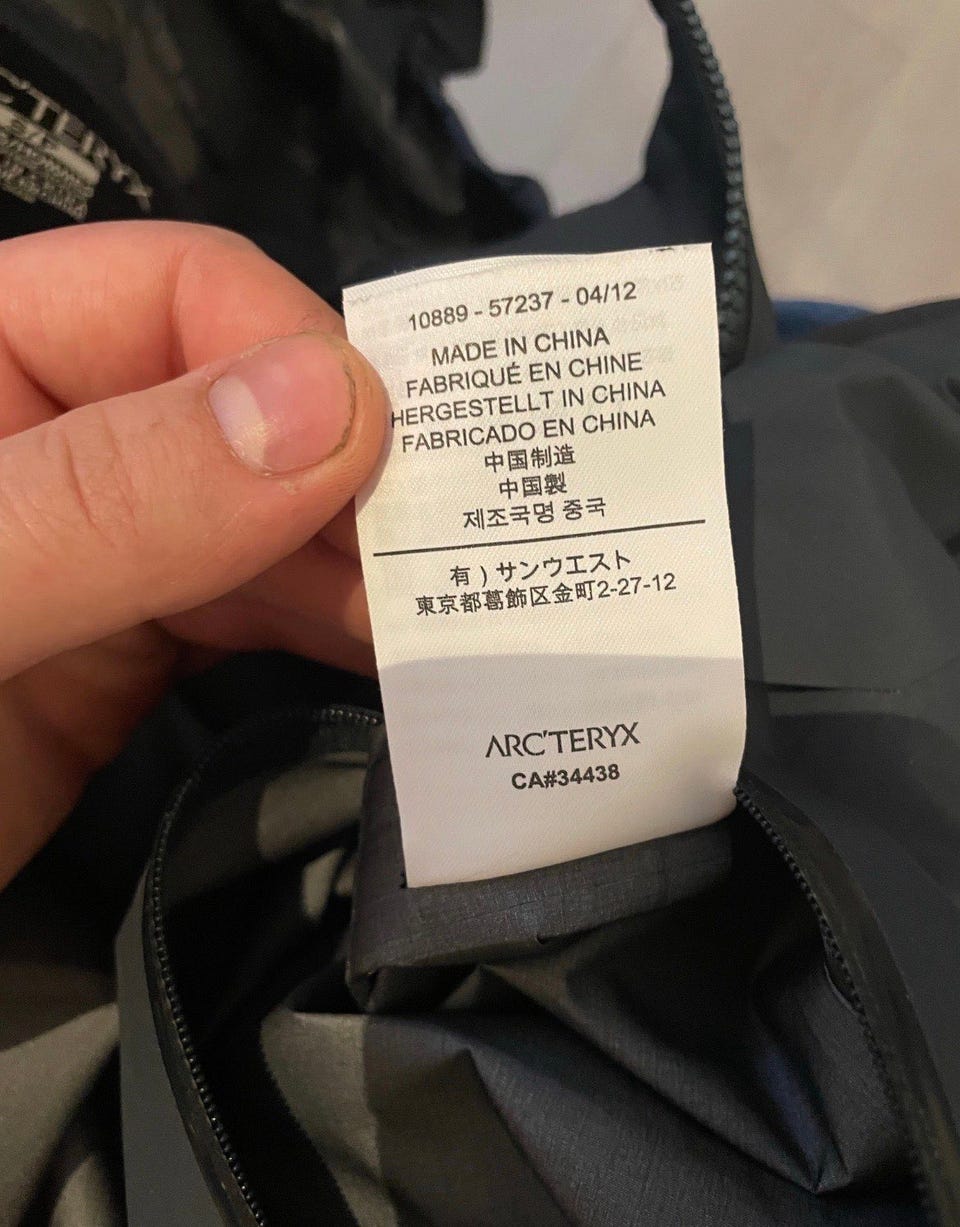 ARC'TERYX
10889 - 57237 - 04/12
MADE IN CHINA
FABRIQUÉ EN CHINE
HERGESTELLT IN CHINA
FABRICADO EN CHINA
中国制造
中国製
제조국명 중국
有 ) サンウエスト
東京都葛飾区金町2-27-12
ARC'TERYX
CA#34438